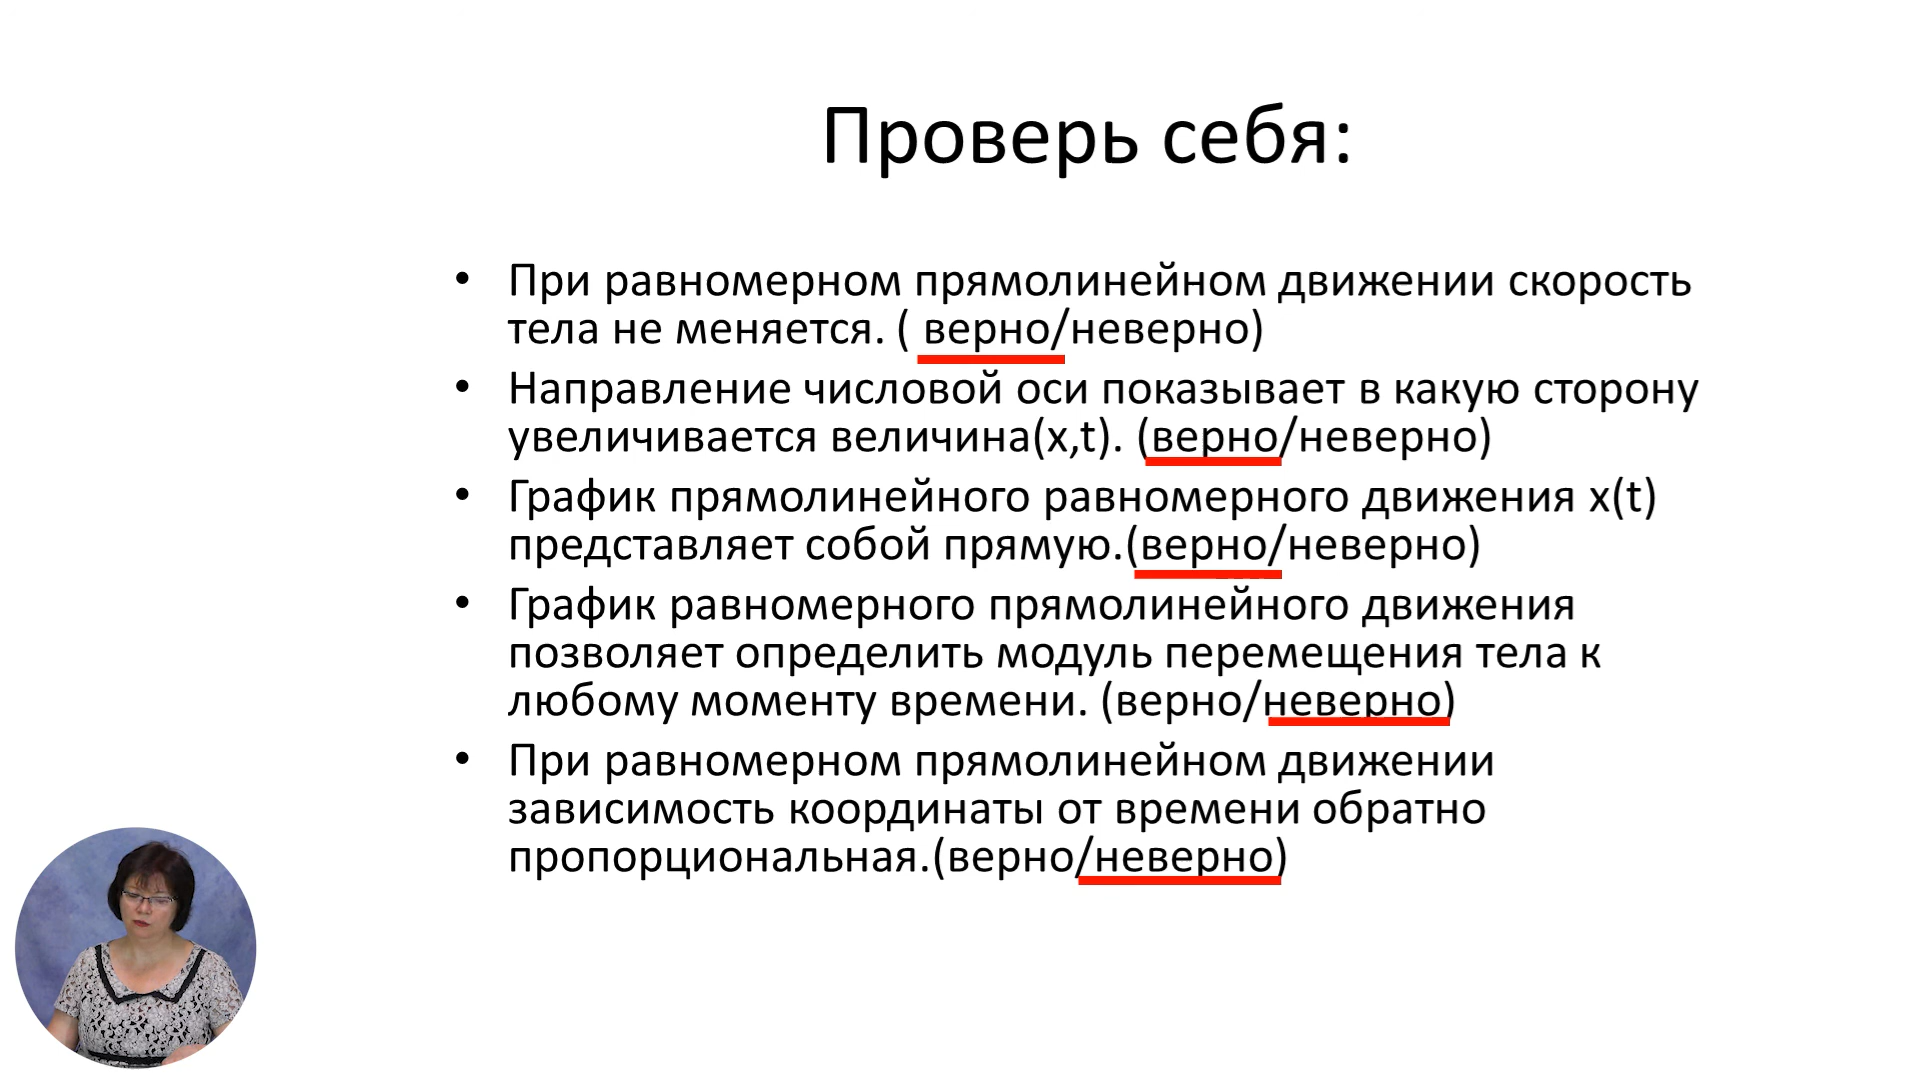 Проверь себя:
• При равномерном прямолинейном движении скорость
тела не меняется. ( верно/неверно)
• Направление числовой оси показывает в какую сторону
увеличивается величина(x,t). (верно/неверно)
• График прямолинейного равномерного движения x(t)
представляет собой прямую.(верно/неверно)
• График равномерного прямолинейного движения
позволяет определить модуль перемещения тела к
любому моменту времени. (верно/неверно)
• При равномерном прямолинейном движении
зависимость координаты от времени обратно
пропорциональная.(верно/неверно)